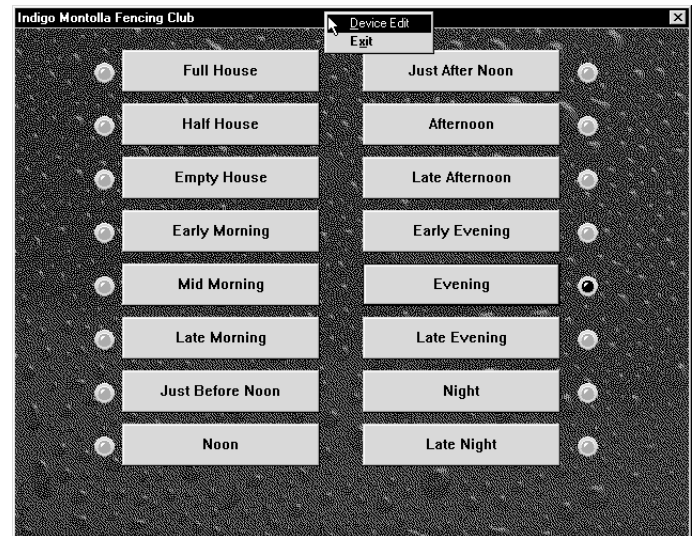 Indigo Montolla Fencing Club
Device Edit
Exit
Full House
Just After Noon
Half House
Afternoon
Empty House
Late Afternoon
Early Morning
Early Evening
Mid Morning
Evening
Late Morning
Late Evening
Just Before Noon
Night
Noon
Late Night